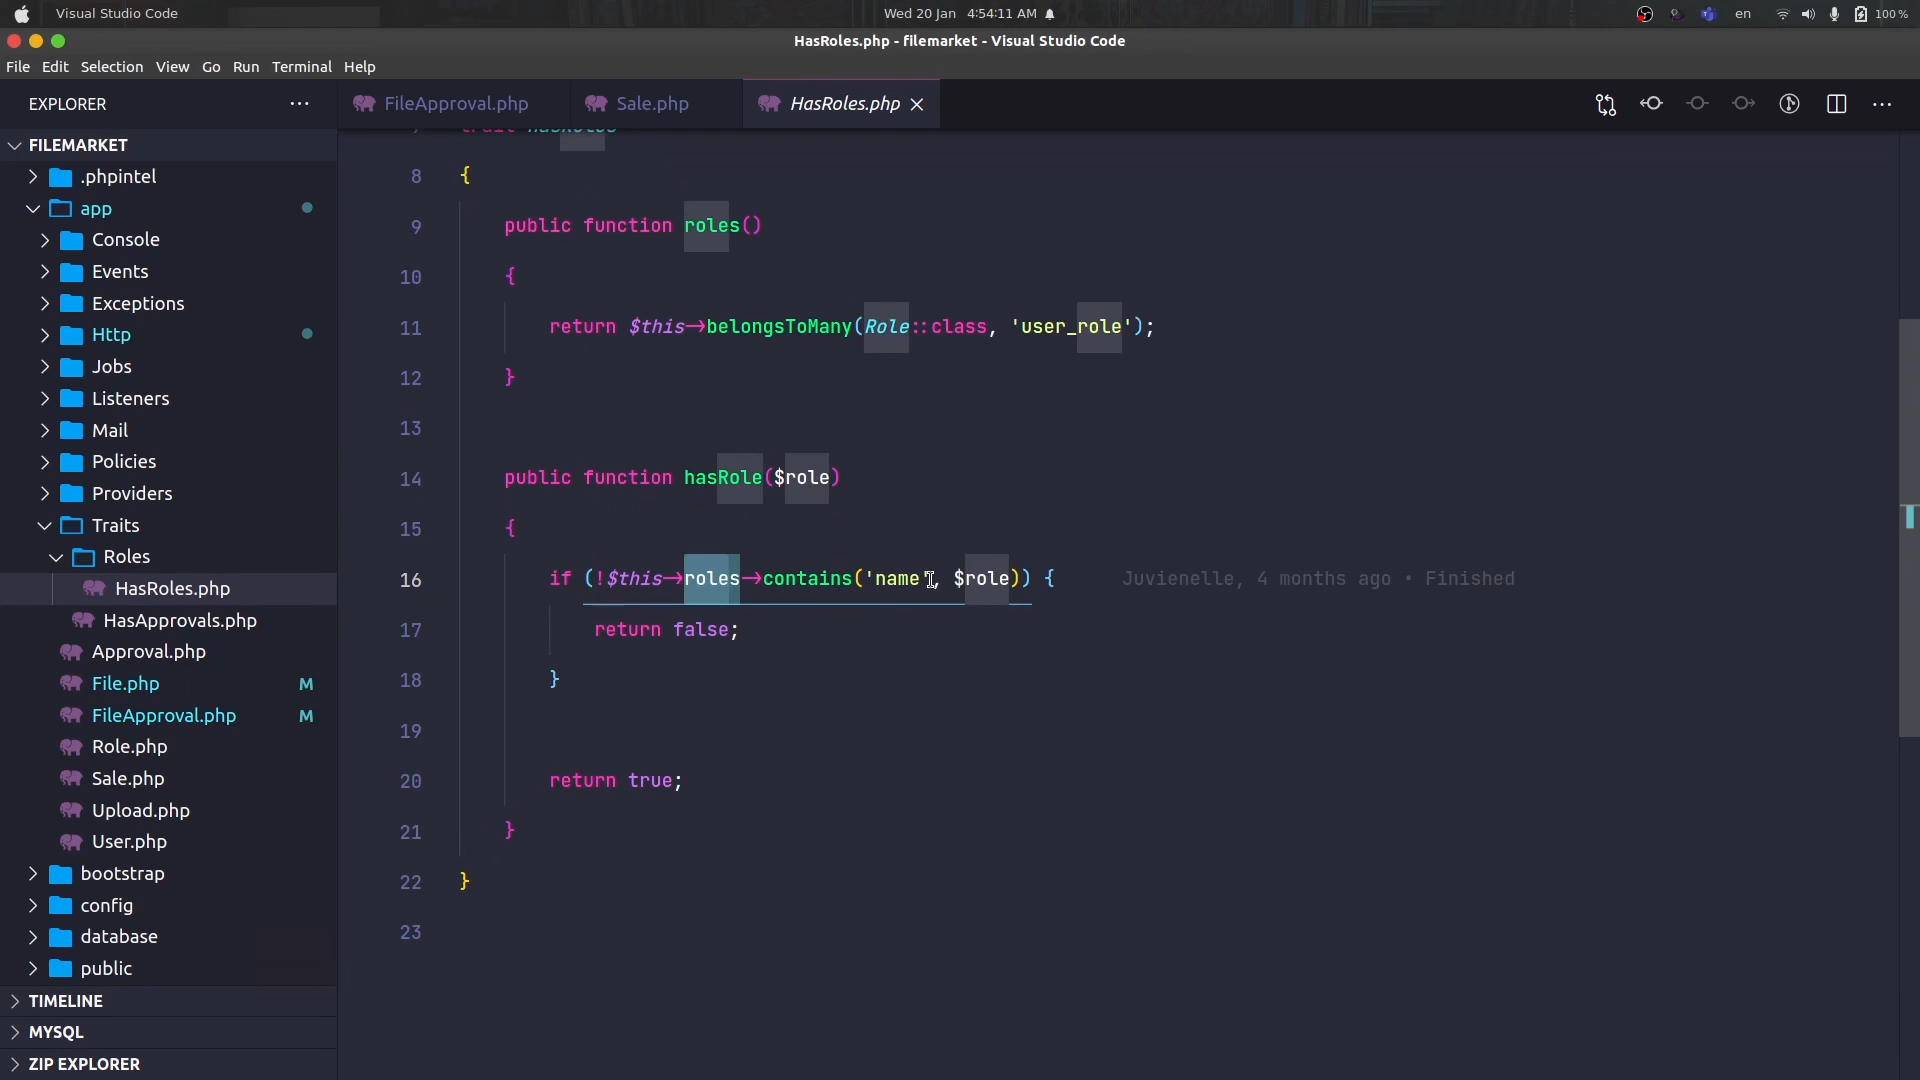 Visual Studio Code
Wed 20 Jan 4:54:11 AM
en
100 %
HasRoles.php - filemarket - Visual Studio Code
File Edit Selection View Go Run Terminal Help
EXPLORER
FileApproval.php
Sale.php
HasRoles.php
FILEMARKET
.phpintel
app
Console
Events
Exceptions
Http
Jobs
Listeners
Mail
Policies
Providers
Traits
Roles
HasRoles.php
HasApprovals.php
Approval.php
File.php M
FileApproval.php M
Role.php
Sale.php
Upload.php
User.php
bootstrap
config
database
public
TIMELINE
MYSQL
ZIP EXPLORER
7 trait HasRoles
8 {
9 public function roles()
10 {
11 return $this->belongsToMany(Role::class, 'user_role');
12 }
13
14 public function hasRole($role)
15 {
16 if (!$this->roles->contains('name', $role)) { Juvienelle, 4 months ago • Finished
17 return false;
18 }
19
20 return true;
21 }
22 }
23